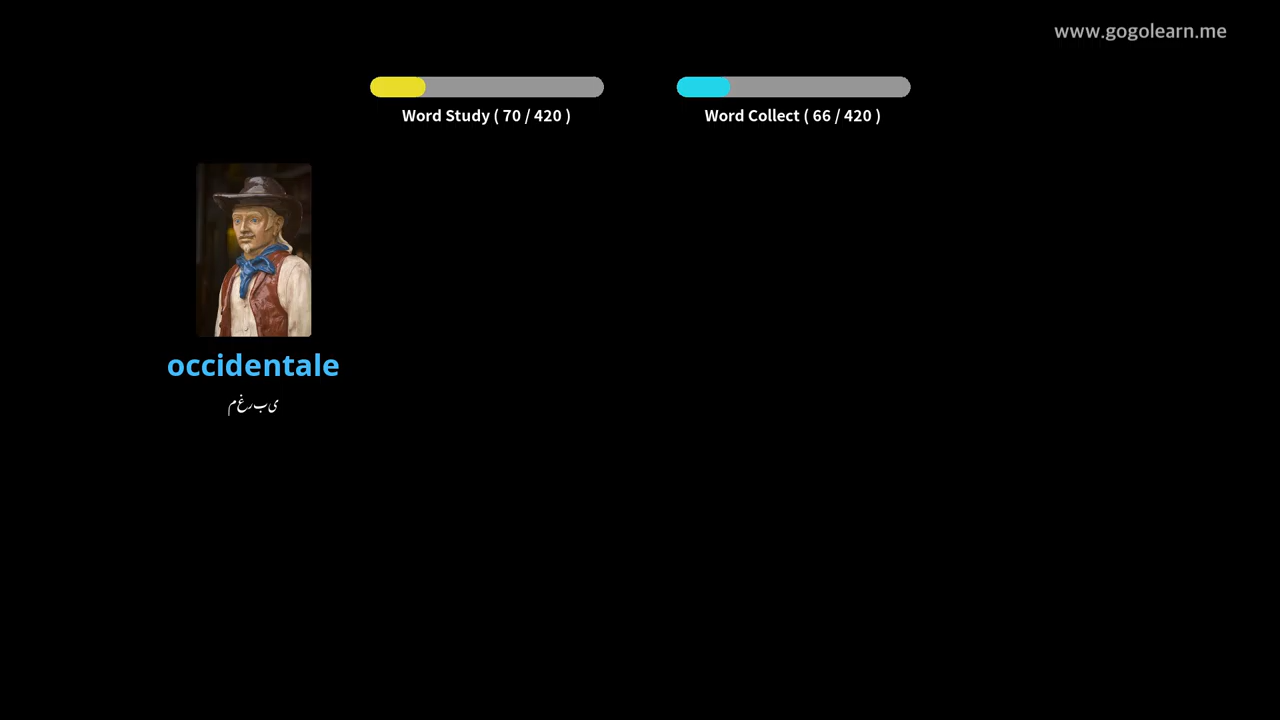 www.gogolearn.me
Word Study ( 70 / 420 )
Word Collect ( 66 / 420 )
occidentale
مغربی